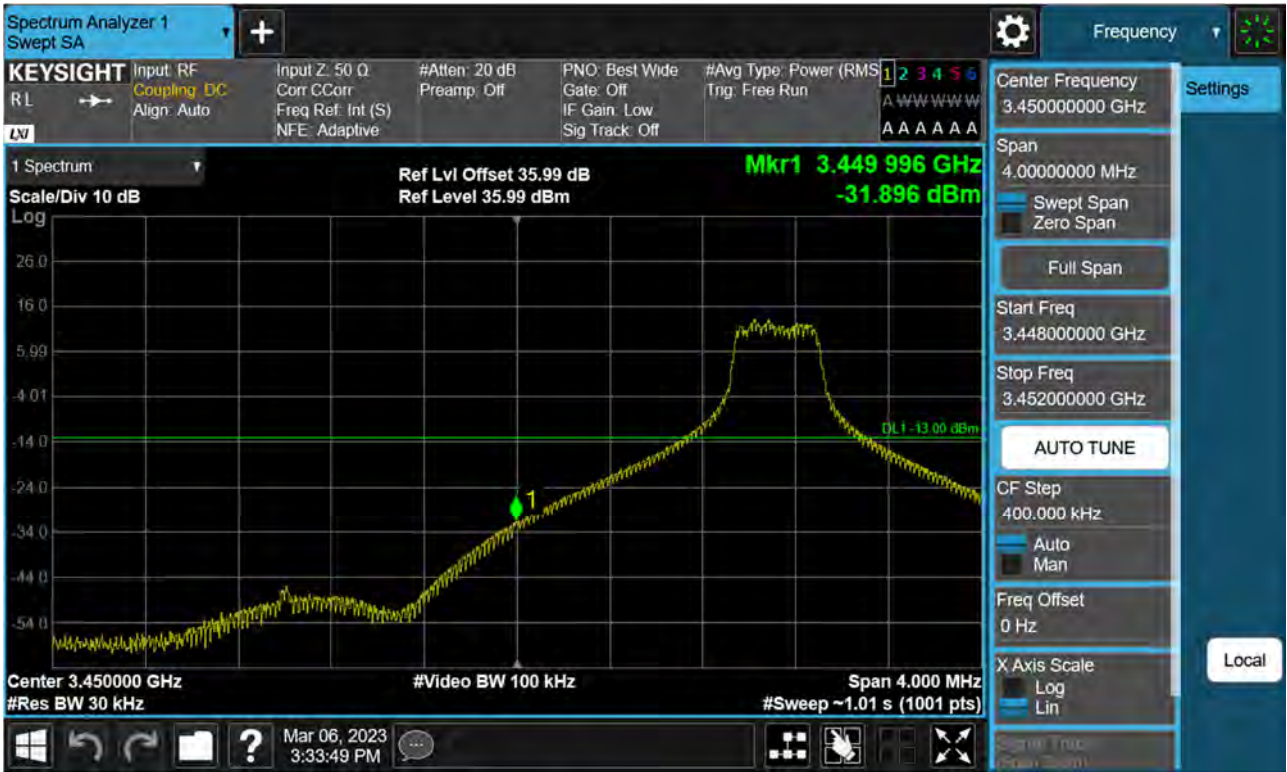 Spectrum Analyzer 1
Swept SA
+
Frequency
KEYSIGHT
RL
LXI
Input: RF
Coupling: DC
Align: Auto
Input Z: 50 Ω
Corr CCorr
Freq Ref: Int (S)
NFE: Adaptive
#Atten: 20 dB
Preamp: Off
PNO: Best Wide
Gate: Off
IF Gain: Low
Sig Track: Off
#Avg Type: Power (RMS
Trig: Free Run
1 2 3 4 5 6
A W W W W W
A A A A A A
1 Spectrum
Scale/Div 10 dB
Log
Ref Lvl Offset 35.99 dB
Ref Level 35.99 dBm
Mkr1 3.449 996 GHz
-31.896 dBm
26.0
16.0
5.99
-4.01
-14.0
-24.0
-34.0
-44.0
-54.0
DL1 -13.00 dBm
1
Center 3.450000 GHz
#Res BW 30 kHz
#Video BW 100 kHz
Span 4.000 MHz
#Sweep ~1.01 s (1001 pts)
Center Frequency
3.450000000 GHz
Settings
Span
4.00000000 MHz
Swept Span
Zero Span
Full Span
Start Freq
3.448000000 GHz
Stop Freq
3.452000000 GHz
AUTO TUNE
CF Step
400.000 kHz
Auto
Man
Freq Offset
0 Hz
X Axis Scale
Log
Lin
Local
?
Mar 06, 2023
3:33:49 PM